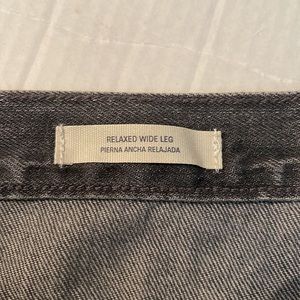 RELAXED WIDE LEG
PIERNA ANCHA RELAJADA